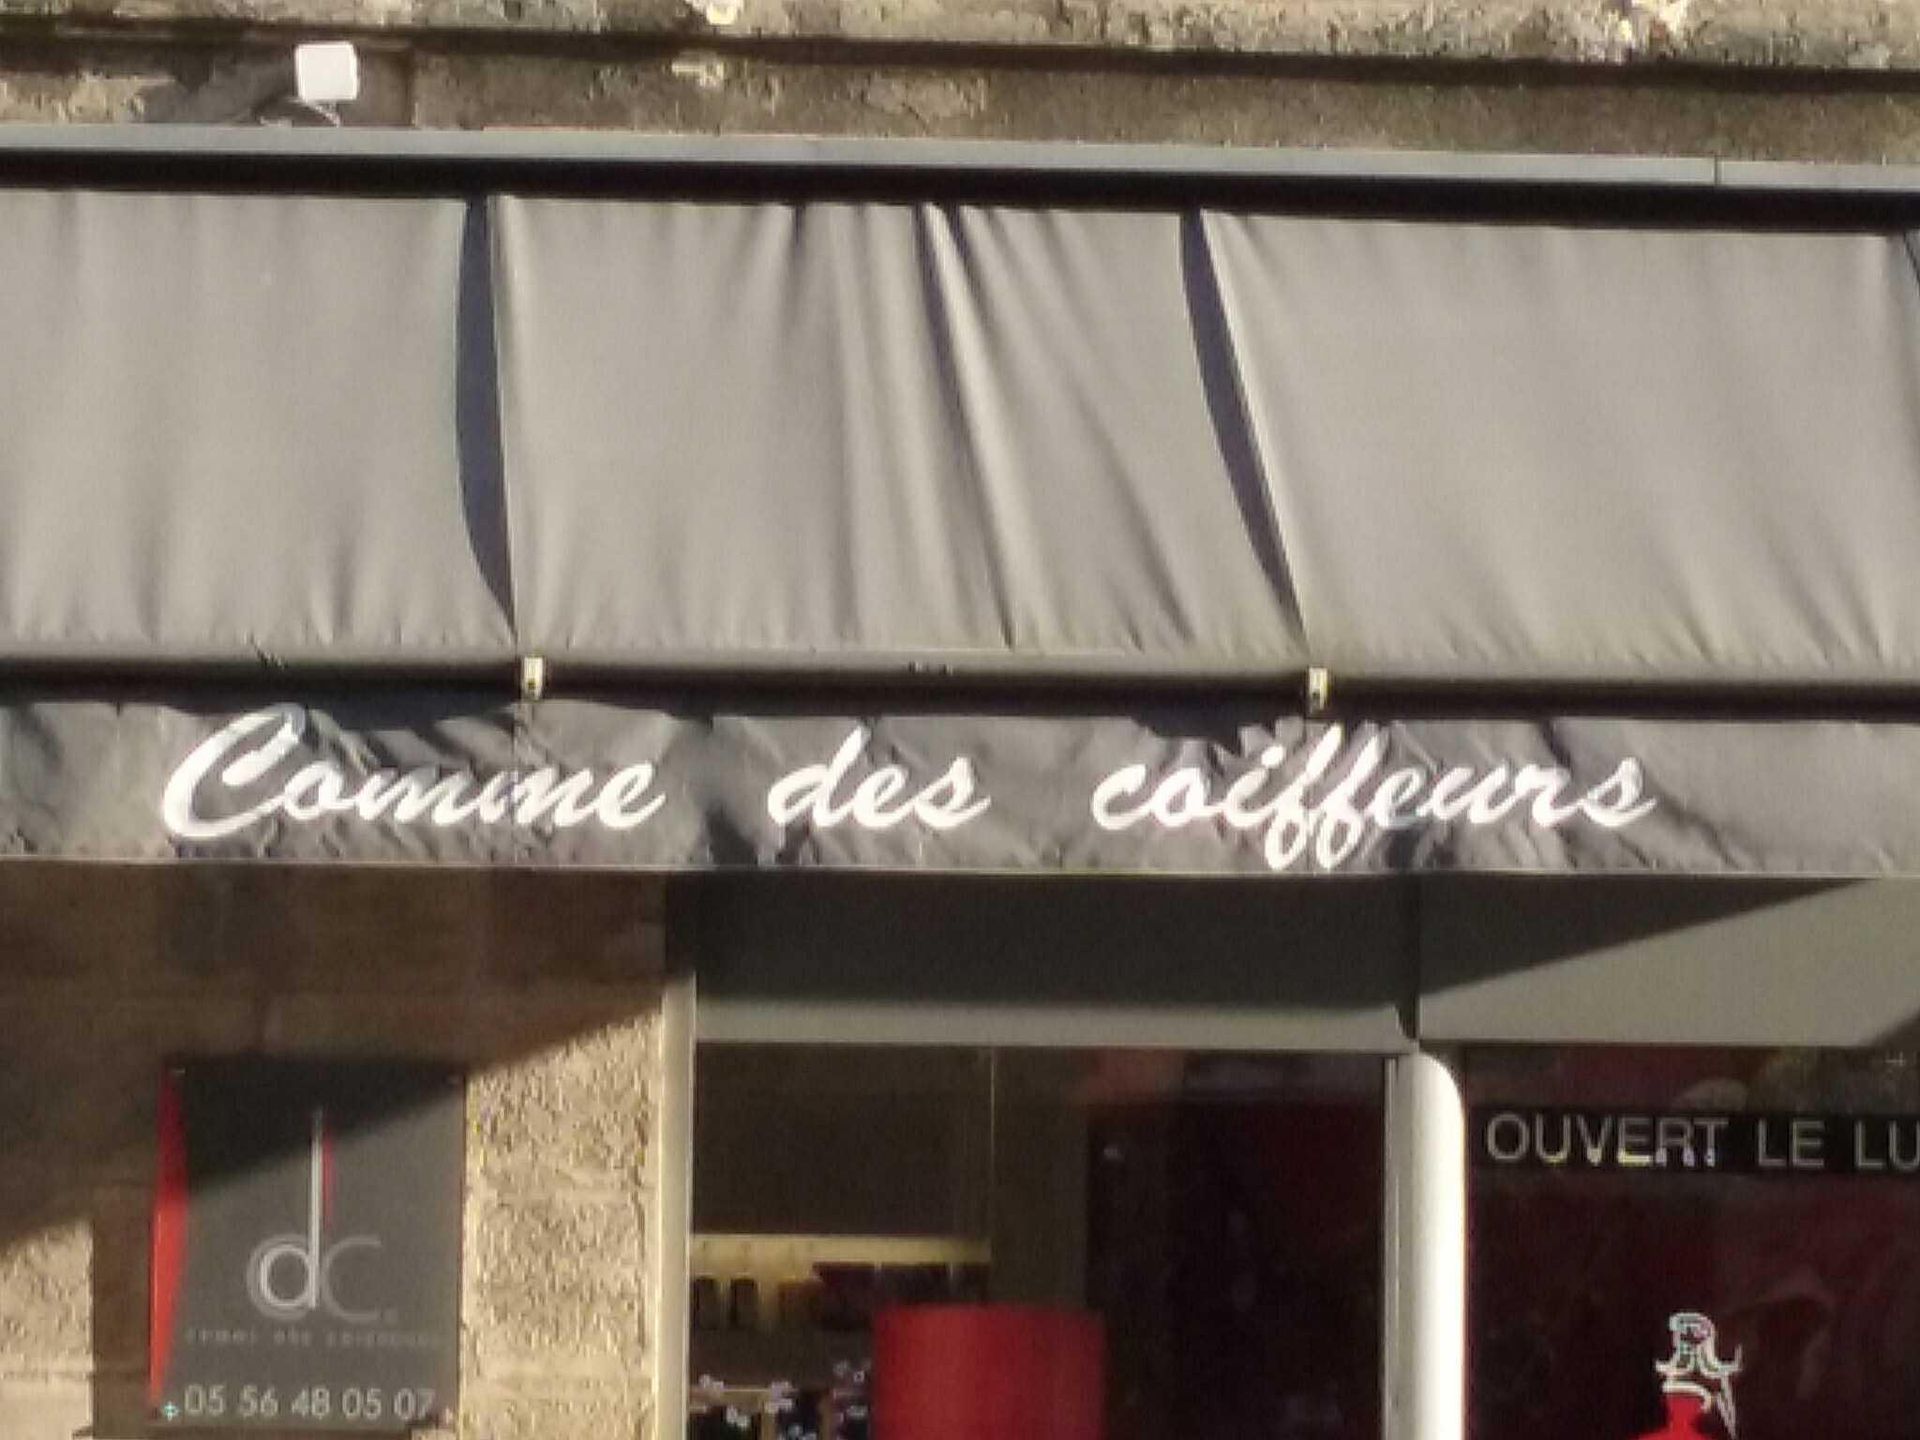 Comme des coiffeurs
OUVERT LE LU
dc
05 56 48 05 07